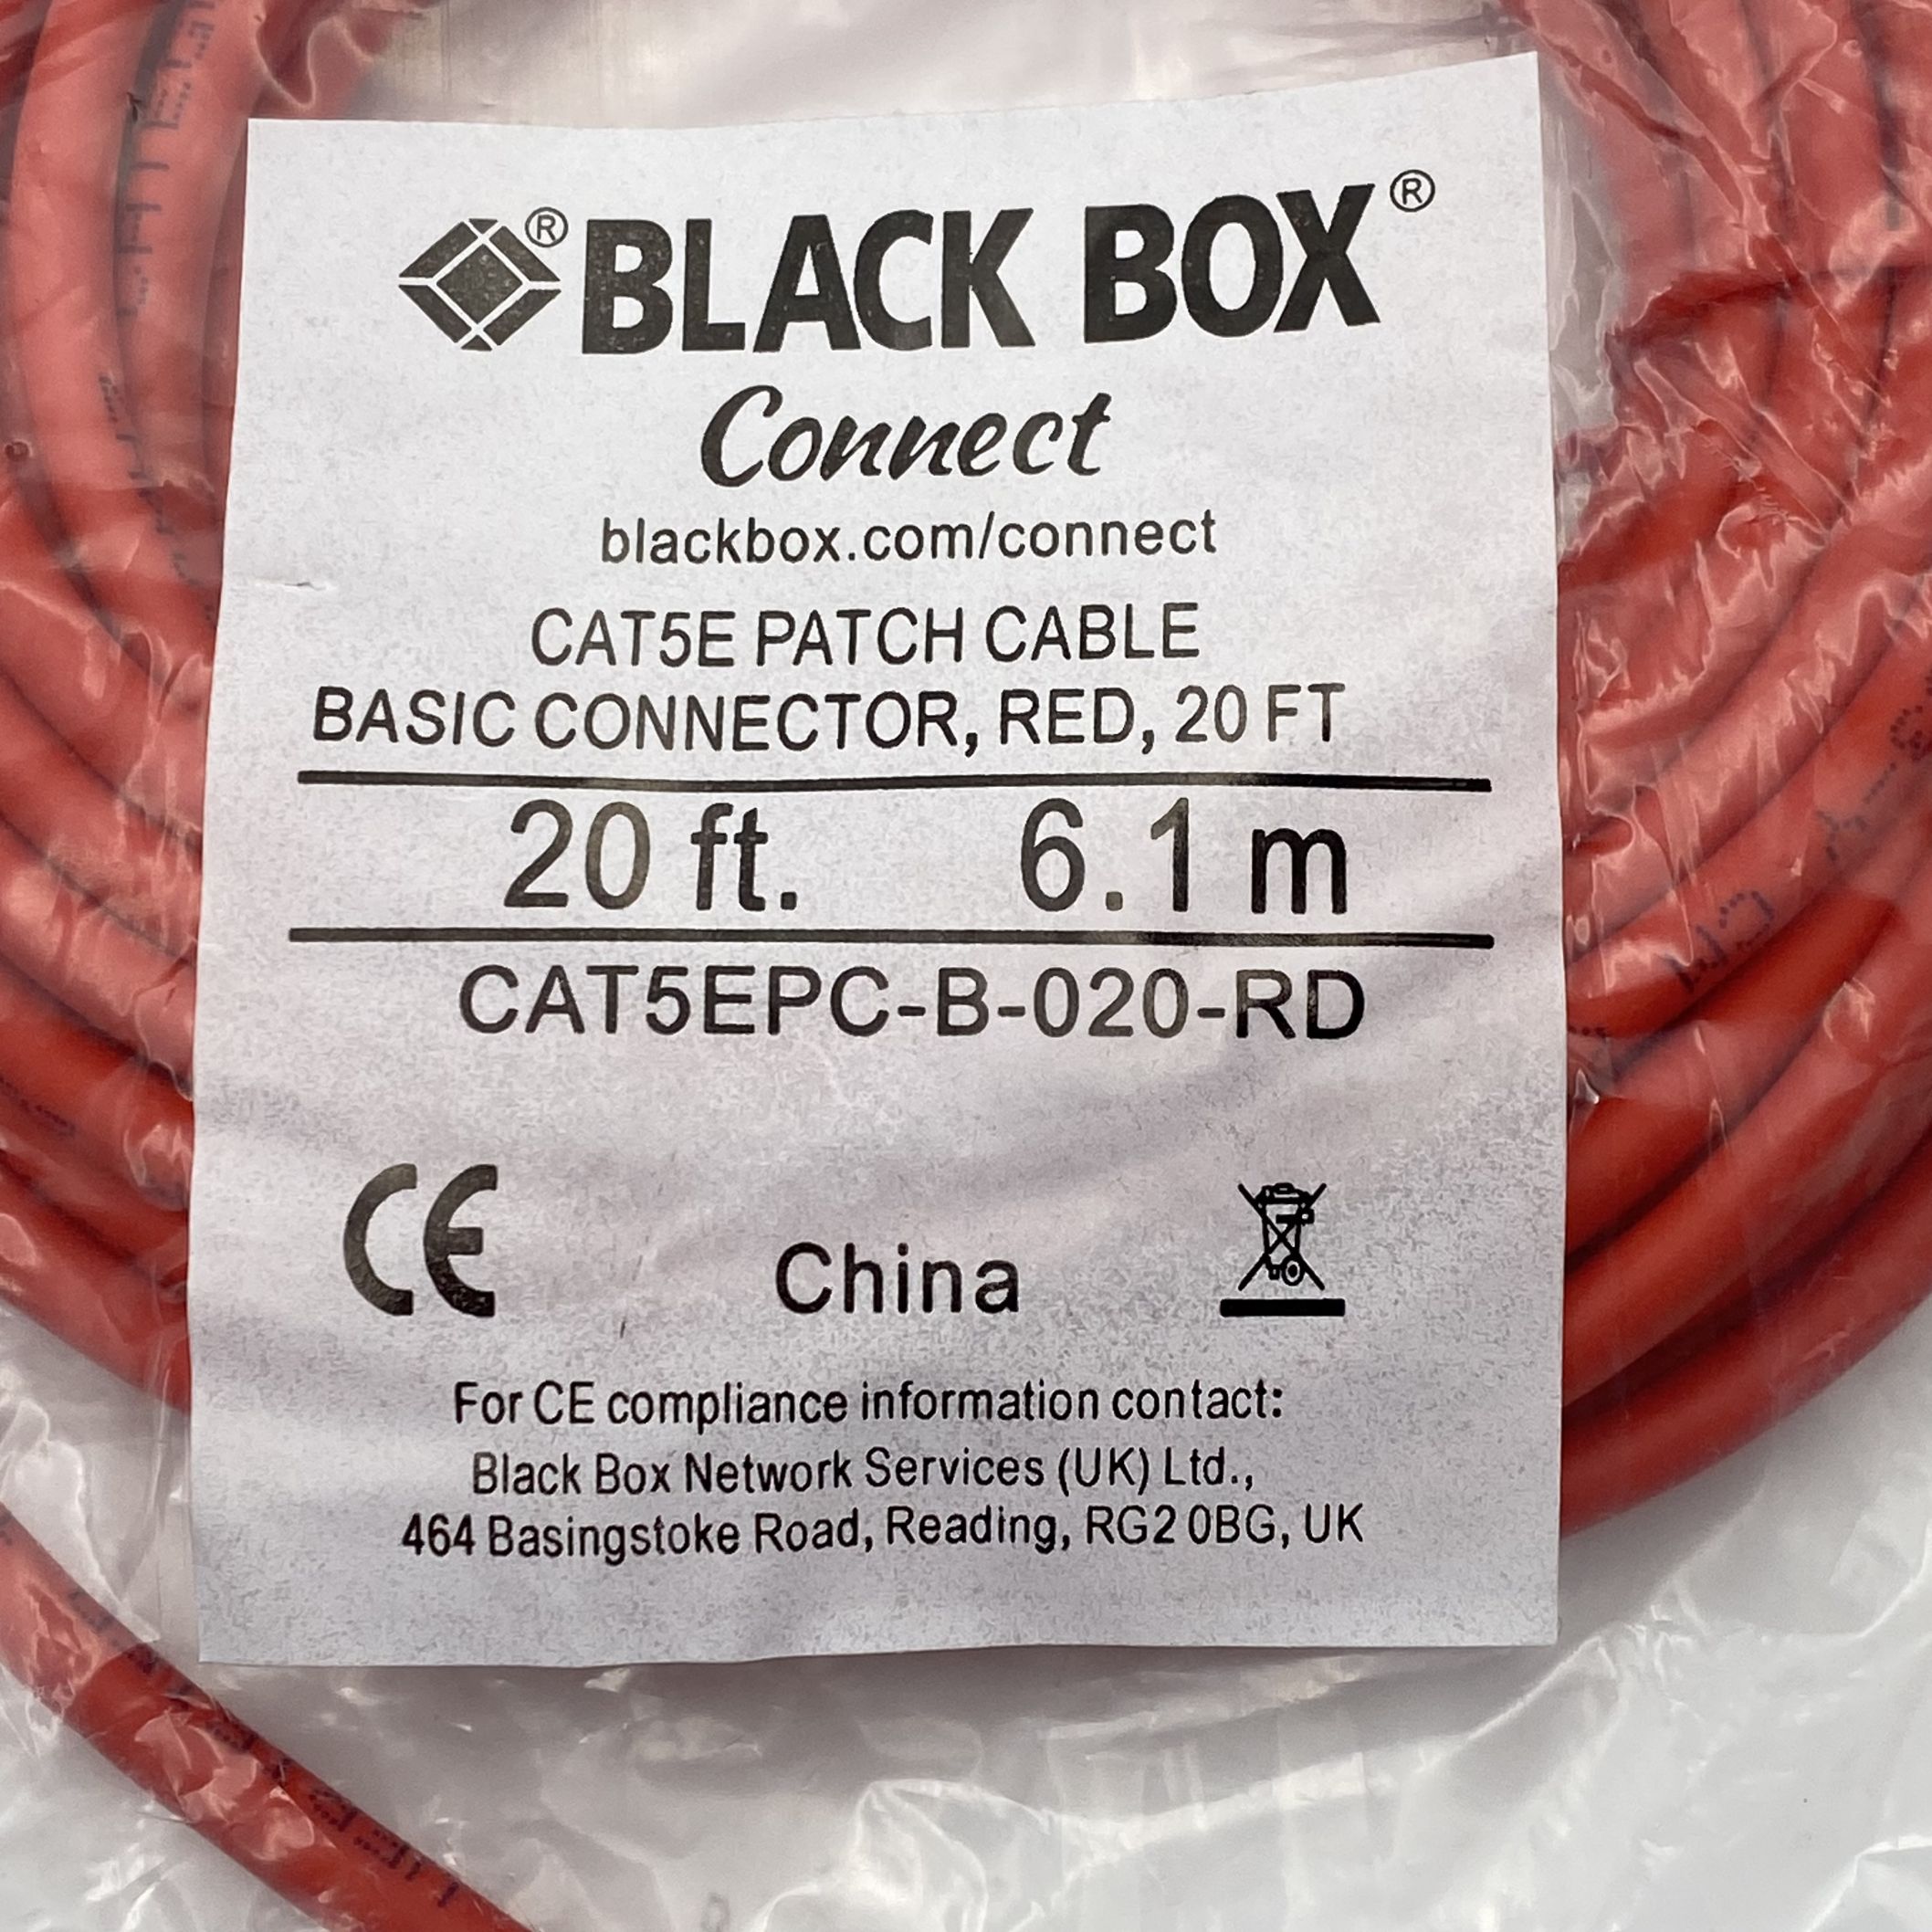 ® BLACK BOX®
Connect
blackbox.com/connect
CAT5E PATCH CABLE
BASIC CONNECTOR, RED, 20 FT
20 ft. 6.1 m
CAT5EPC-B-020-RD
CE China
For CE compliance information contact:
Black Box Network Services (UK) Ltd.,
464 Basingstoke Road, Reading, RG2 0BG, UK